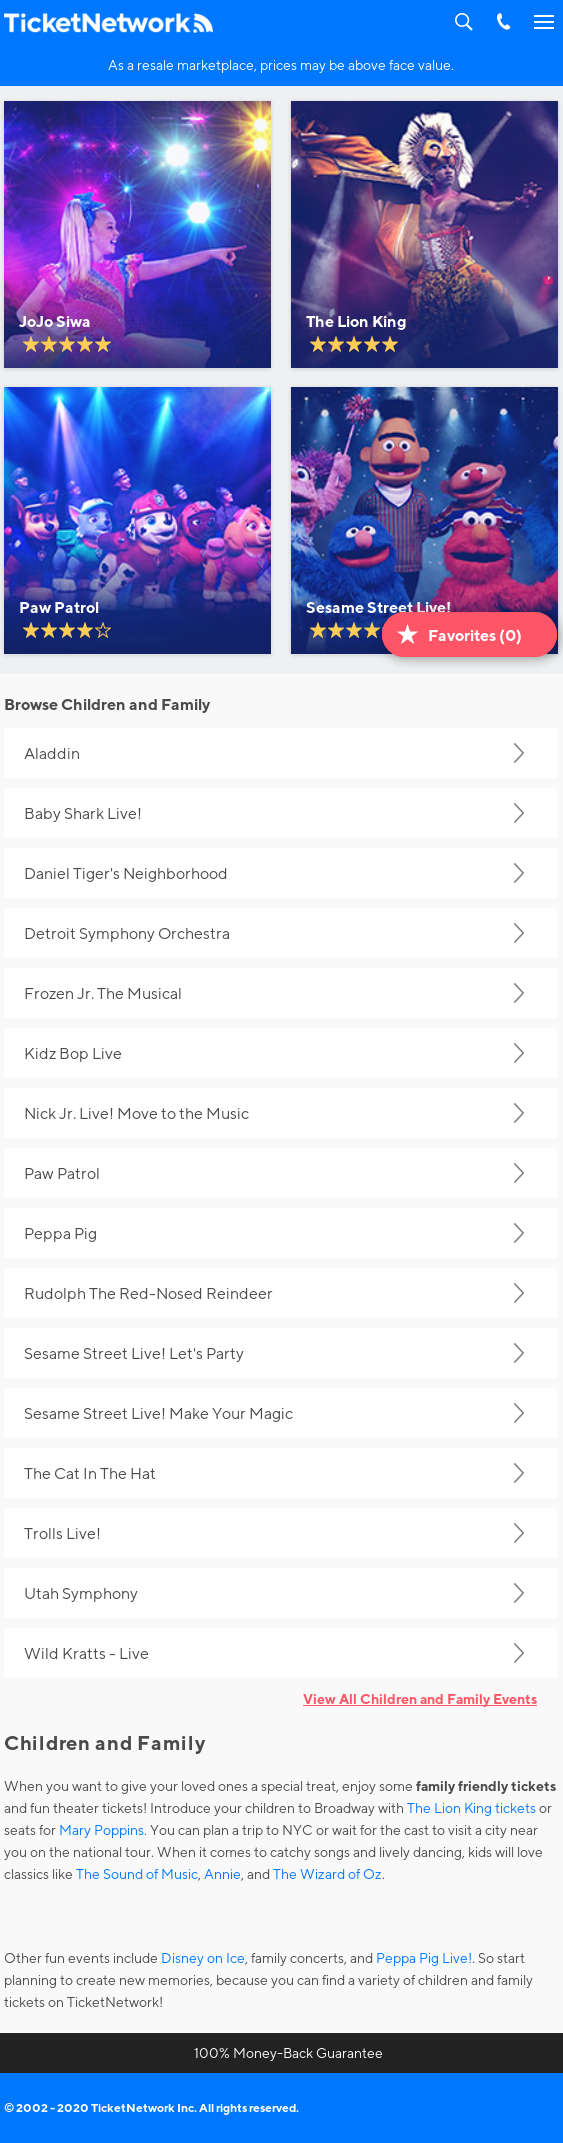 TicketNetwork
As a resale marketplace, prices may be above face value.
JoJo Siwa
The Lion King
Paw Patrol
Sesame Street Live!
Favorites (0)
Browse Children and Family
Aladdin
Baby Shark Live!
Daniel Tiger's Neighborhood
Detroit Symphony Orchestra
Frozen Jr. The Musical
Kidz Bop Live
Nick Jr. Live! Move to the Music
Paw Patrol
Peppa Pig
Rudolph The Red-Nosed Reindeer
Sesame Street Live! Let's Party
Sesame Street Live! Make Your Magic
The Cat In The Hat
Trolls Live!
Utah Symphony
Wild Kratts - Live
View All Children and Family Events
Children and Family
When you want to give your loved ones a special treat, enjoy some family friendly tickets
and fun theater tickets! Introduce your children to Broadway with The Lion King tickets or
seats for Mary Poppins. You can plan a trip to NYC or wait for the cast to visit a city near
you on the national tour. When it comes to catchy songs and lively dancing, kids will love
classics like The Sound of Music, Annie, and The Wizard of Oz.
Other fun events include Disney on Ice, family concerts, and Peppa Pig Live!. So start
planning to create new memories, because you can find a variety of children and family
tickets on TicketNetwork!
100% Money-Back Guarantee
© 2002 - 2020 TicketNetwork Inc. All rights reserved.